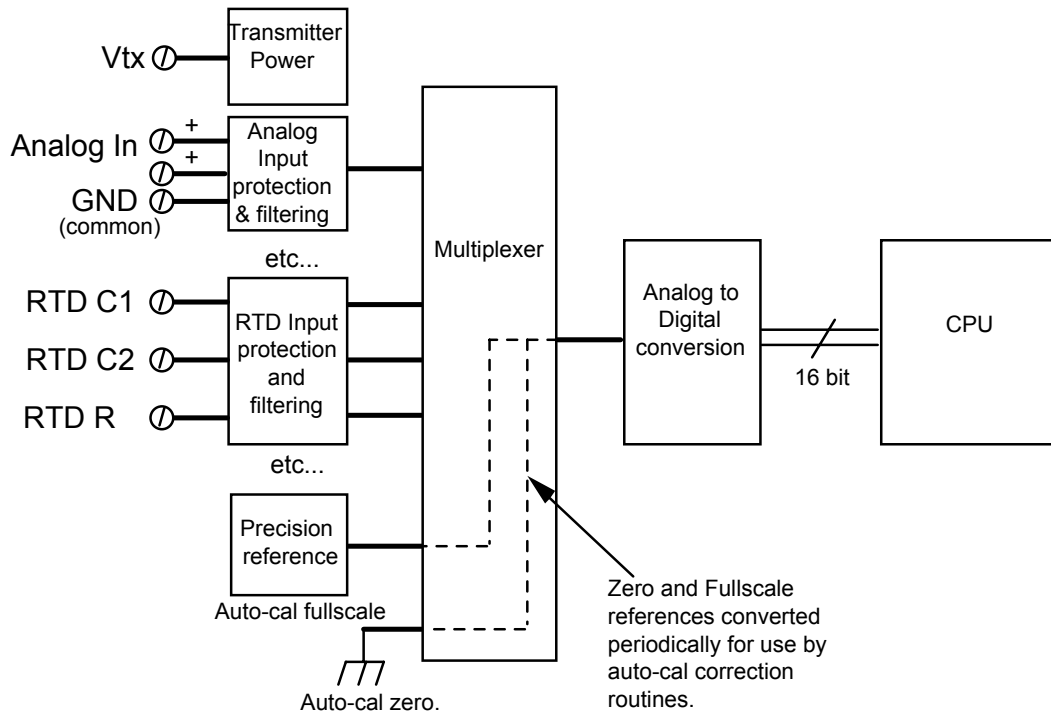 Transmitter
Power
Vtx
Analog In
+
+
GND
(common)
Analog
Input
protection
& filtering
etc...
Multiplexer
RTD C1
RTD C2
RTD R
RTD Input
protection
and
filtering
etc...
Analog to
Digital
conversion
16 bit
CPU
Precision
reference
Auto-cal fullscale
Auto-cal zero.
Zero and Fullscale
references converted
periodically for use by
auto-cal correction
routines.